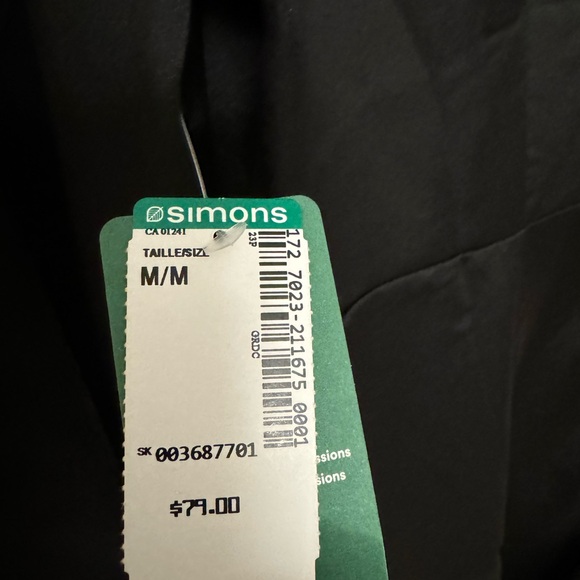 simons
CA 01241
TAILLE/SIZE
M/M
23P
172 7023-211675 0001
QRDC
SK 003687701
$79.00
ssions
sions